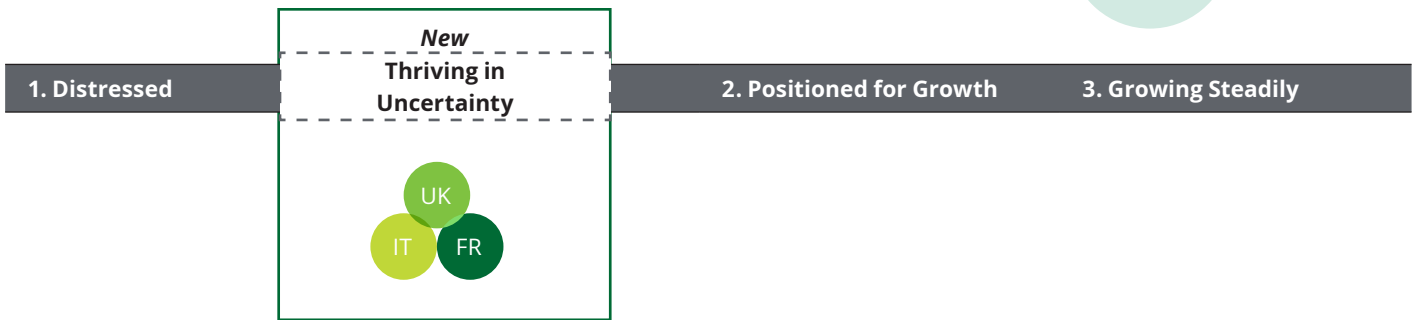 New
Thriving in
Uncertainty
1. Distressed
2. Positioned for Growth
3. Growing Steadily
UK
IT
FR